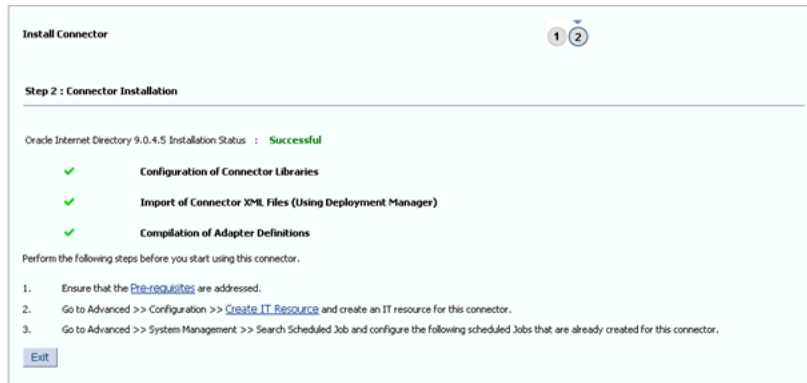 Install Connector
1 2
Step 2 : Connector Installation
Oracle Internet Directory 9.0.4.5 Installation Status : Successful
Configuration of Connector Libraries
Import of Connector XML Files (Using Deployment Manager)
Compilation of Adapter Definitions
Perform the following steps before you start using this connector.
1. Ensure that the Pre-requisites are addressed.
2. Go to Advanced >> Configuration >> Create IT Resource and create an IT resource for this connector.
3. Go to Advanced >> System Management >> Search Scheduled Job and configure the following scheduled Jobs that are already created for this connector.
Exit